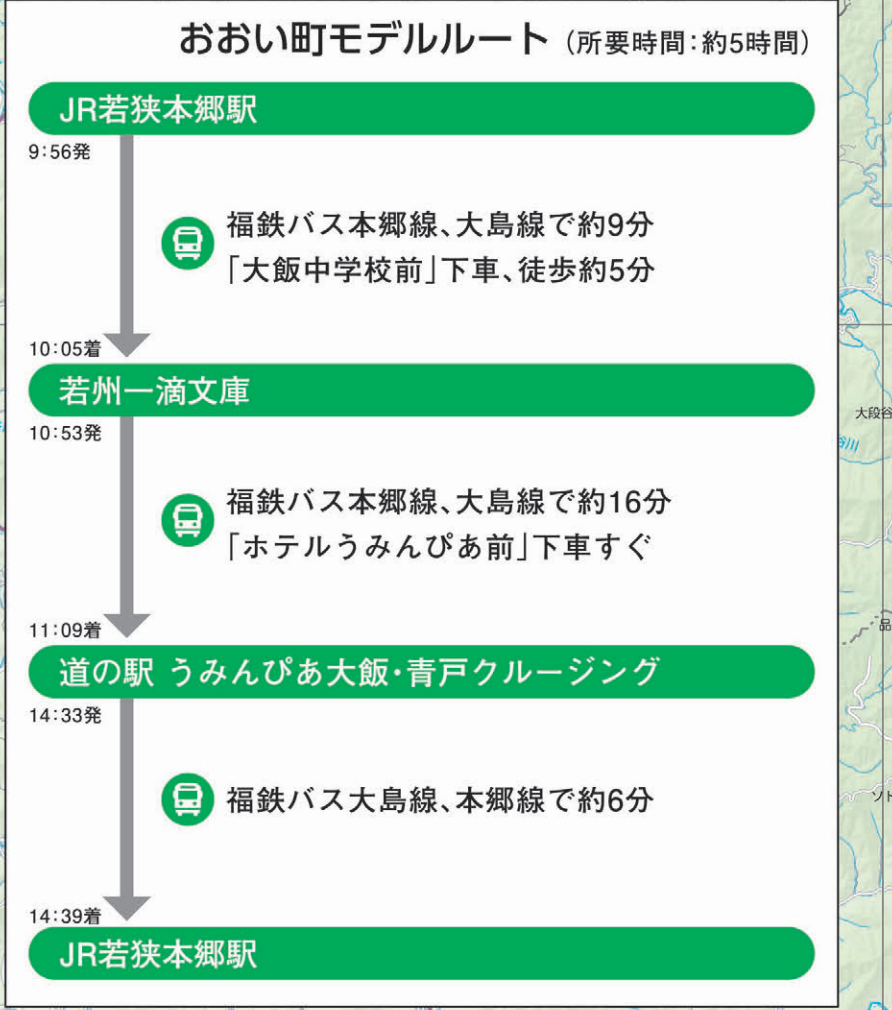 おおい町モデルルート（所要時間：約5時間）
JR若狭本郷駅
9：56発
福鉄バス本郷線、大島線で約9分
「大飯中学校前」下車、徒歩約5分
10：05着
若州一滴文庫
10：53発
福鉄バス本郷線、大島線で約16分
「ホテルうみんぴあ前」下車すぐ
11：09着
道の駅 うみんぴあ大飯・青戸クルージング
14：33発
福鉄バス大島線、本郷線で約6分
14：39着
JR若狭本郷駅
大段谷
谷川
品
ソト